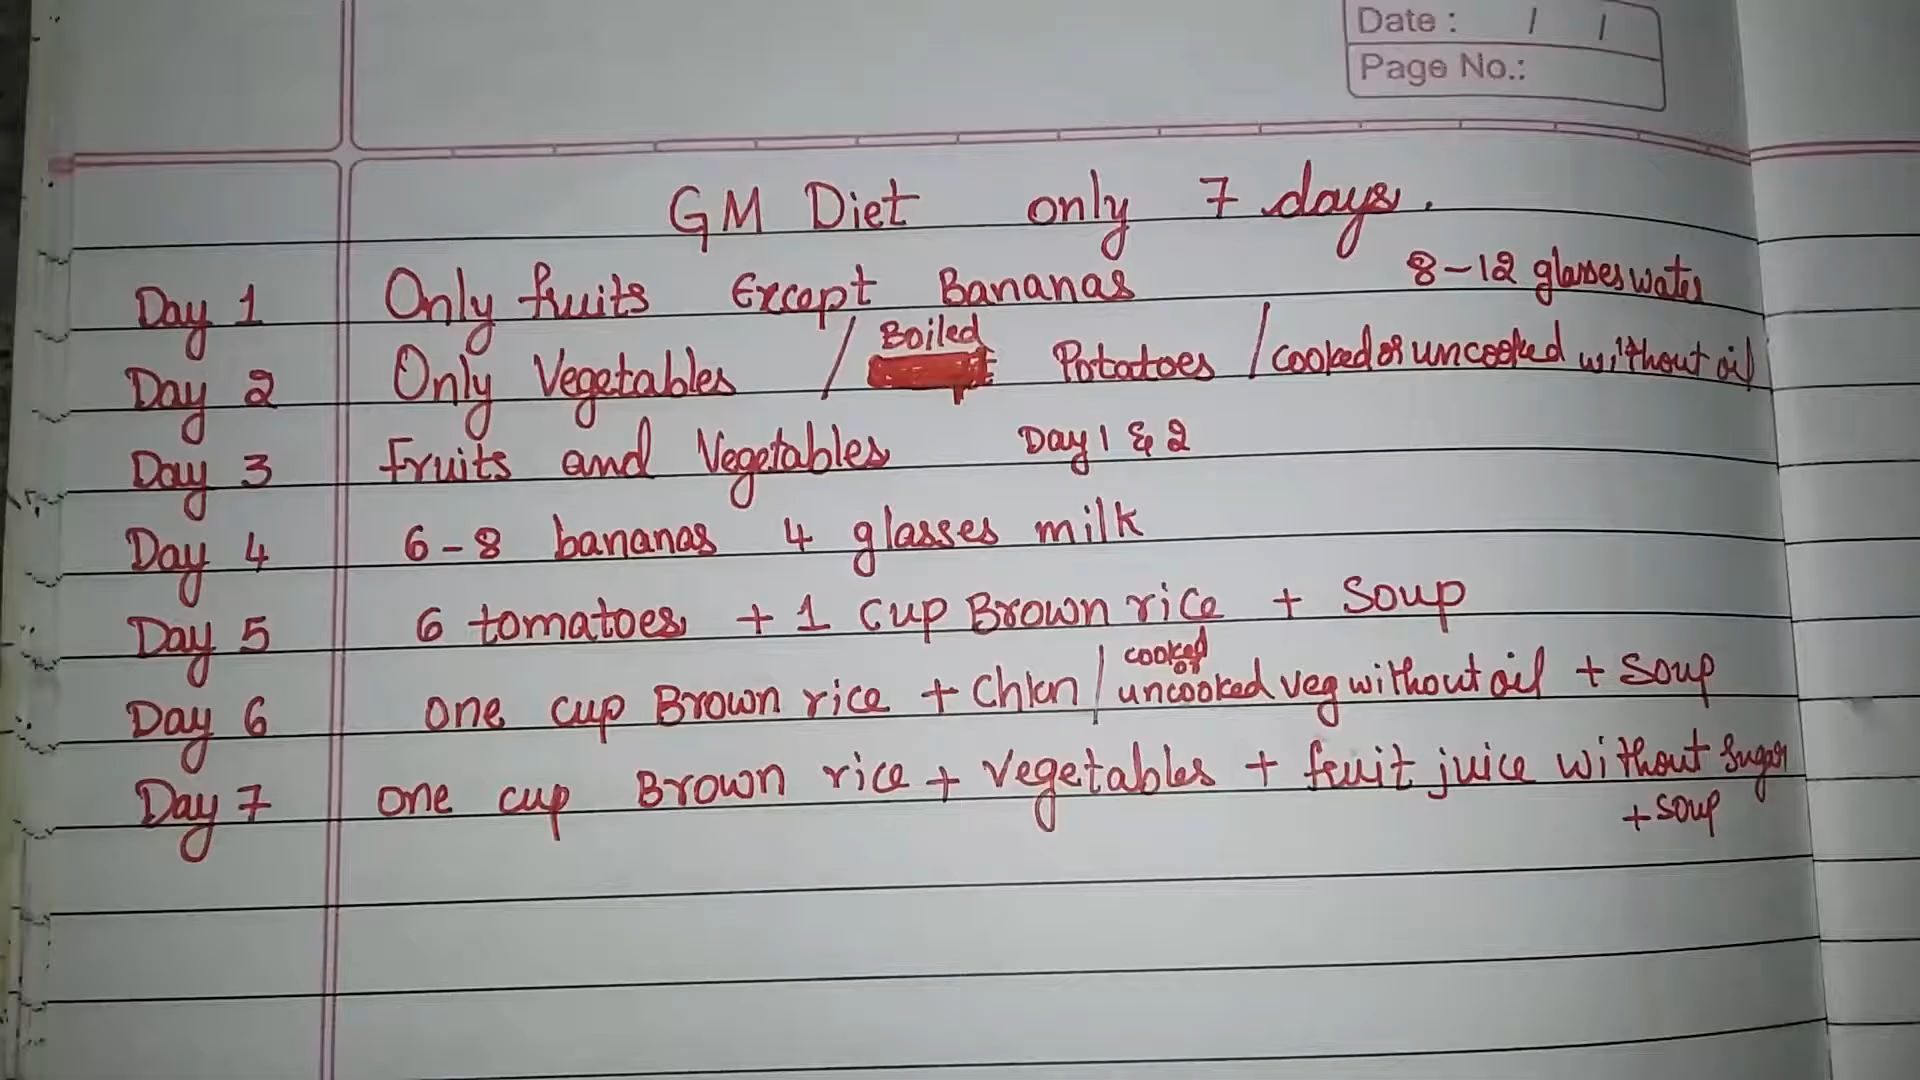 Date : / /
Page No.:
GM Diet only 7 days.
Day 1 Only fruits Except Bananas 8-12 glasses water
Day 2 Only Vegetables / Boiled Potatoes / cooked or uncooked without oil
Day 3 Fruits and Vegetables Day 1 & 2
Day 4 6-8 bananas 4 glasses milk
Day 5 6 tomatoes + 1 cup Brown rice + Soup
Day 6 one cup Brown rice + Chkn / cooked or uncooked veg without oil + Soup
Day 7 one cup Brown rice + vegetables + fruit juice without Sugar
+ soup